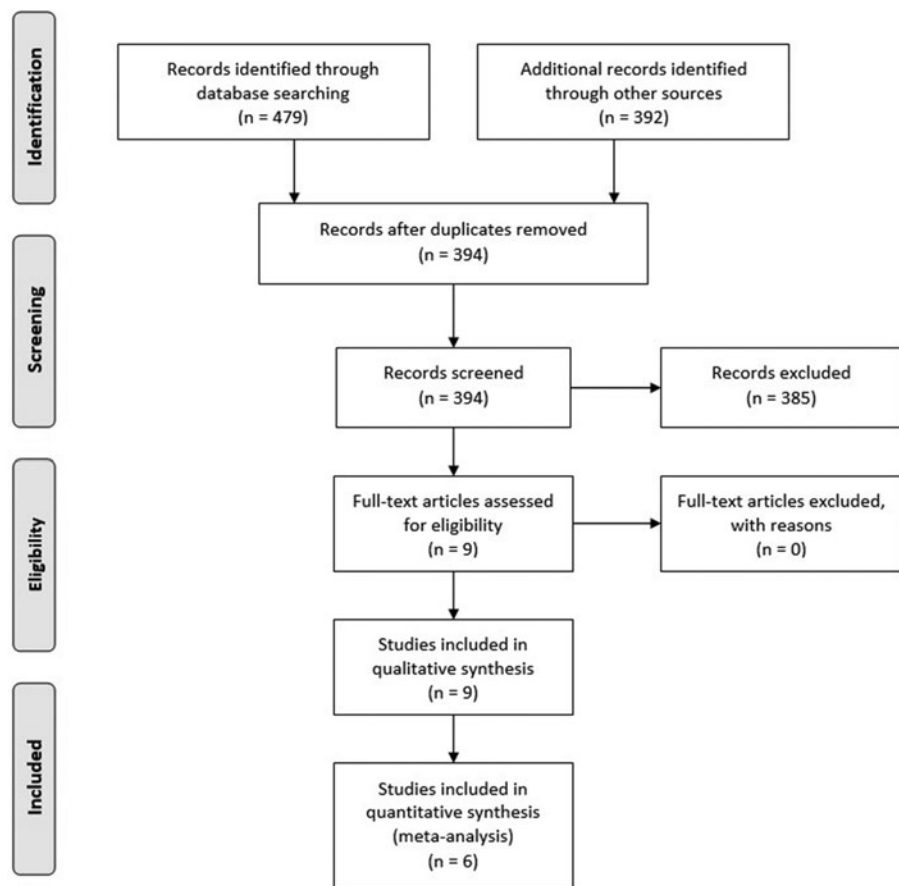 Identification
Records identified through
database searching
(n = 479)
Additional records identified
through other sources
(n = 392)
Records after duplicates removed
(n = 394)
Screening
Records screened
(n = 394)
Records excluded
(n = 385)
Eligibility
Full-text articles assessed
for eligibility
(n = 9)
Full-text articles excluded,
with reasons
(n = 0)
Studies included in
qualitative synthesis
(n = 9)
Included
Studies included in
quantitative synthesis
(meta-analysis)
(n = 6)